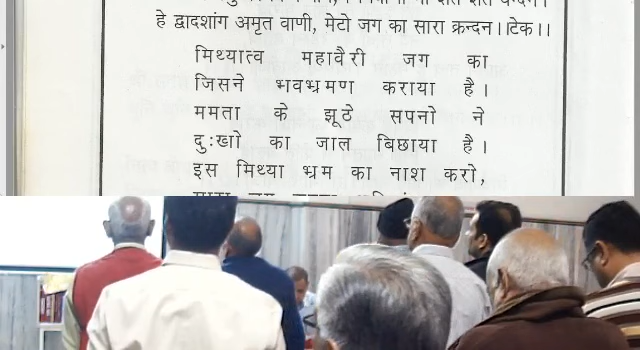 हे द्वादशांग अमृत वाणी, मेटो जग का सारा क्रन्दन।।टेक।।
मिथ्यात्व महावैरी जग का
जिसने भवभ्रमण कराया है।
ममता के झूठे सपनो ने
दुःखो का जाल बिछाया है।
इस मिथ्या भ्रम का नाश करो,